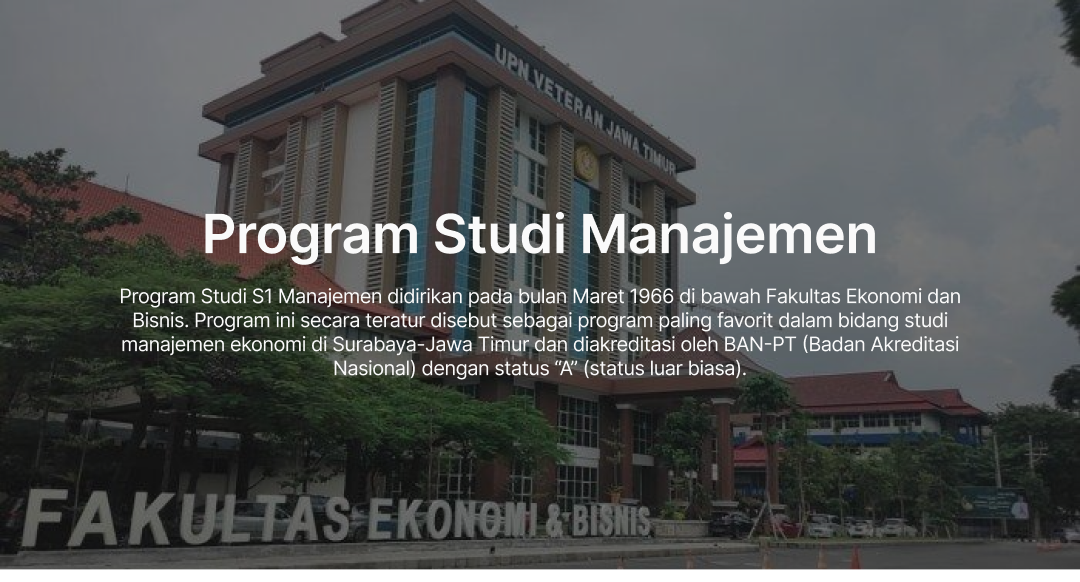 UPN VETERAN JAWA TIMUR
Program Studi Manajemen
Program Studi S1 Manajemen didirikan pada bulan Maret 1966 di bawah Fakultas Ekonomi dan
Bisnis. Program ini secara teratur disebut sebagai program paling favorit dalam bidang studi
manajemen ekonomi di Surabaya-Jawa Timur dan diakreditasi oleh BAN-PT (Badan Akreditasi
Nasional) dengan status “A” (status luar biasa).
FAKULTAS EKONOMI & BISNIS